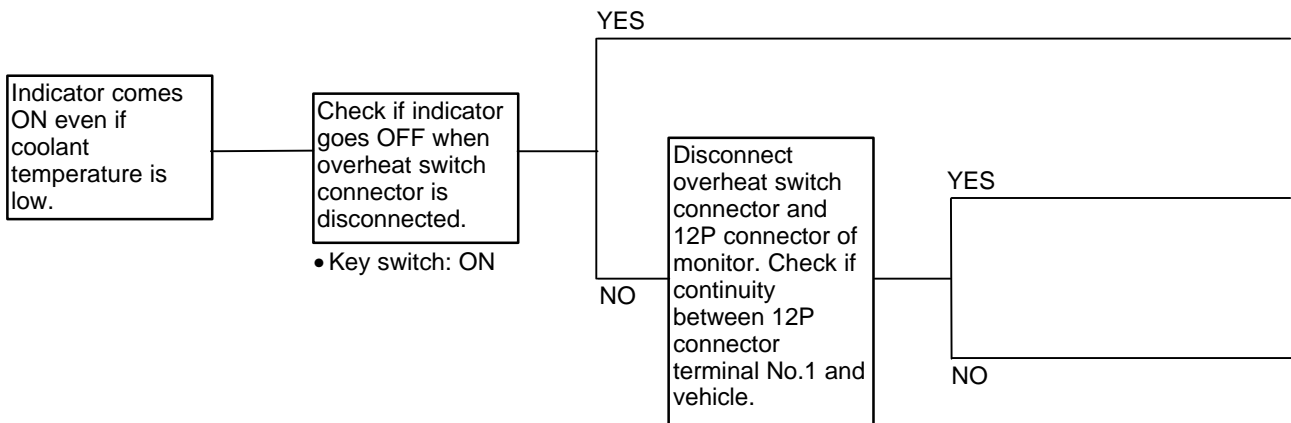 YES
Indicator comes
ON even if
coolant
temperature is
low.
Check if indicator
goes OFF when
overheat switch
connector is
disconnected.
• Key switch: ON
NO
Disconnect
overheat switch
connector and
12P connector of
monitor. Check if
continuity
between 12P
connector
terminal No.1 and
vehicle.
YES
NO